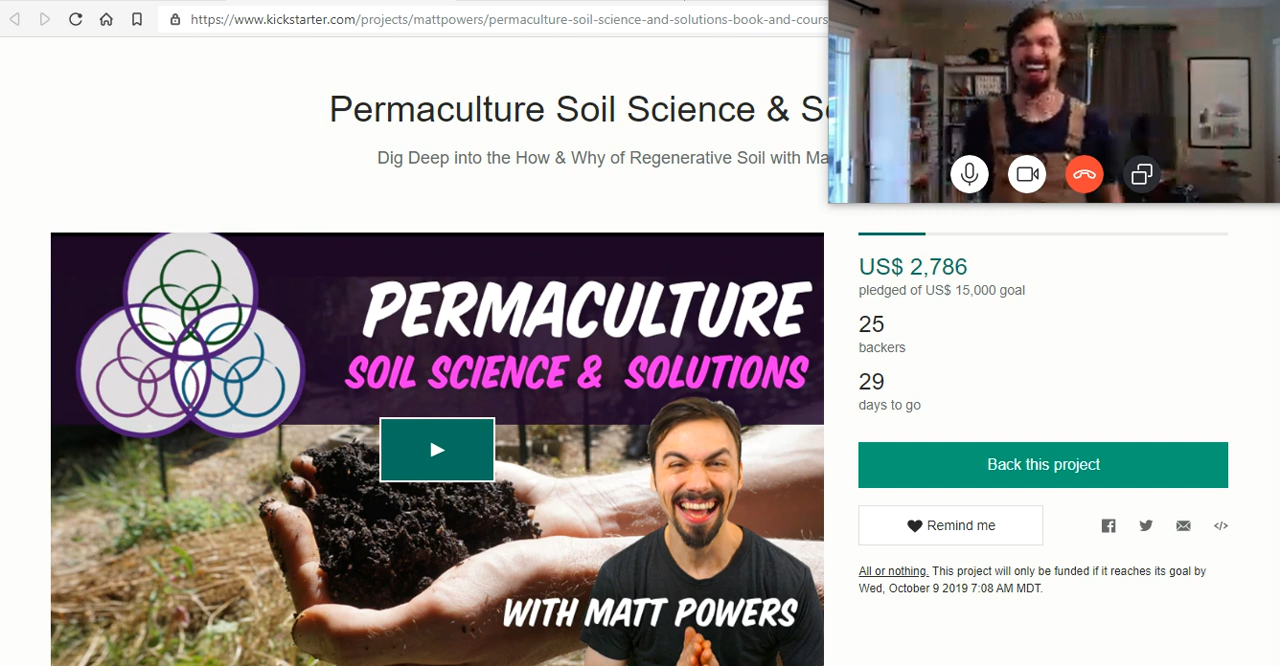 https://www.kickstarter.com/projects/mattpowers/permaculture-soil-science-and-solutions-book-and-cours
Permaculture Soil Science & S
Dig Deep into the How & Why of Regenerative Soil with Ma
PERMACULTURE
SOIL SCIENCE & SOLUTIONS
WITH MATT POWERS
US$ 2,786
pledged of US$ 15,000 goal
25
backers
29
days to go
Back this project
Remind me
All or nothing. This project will only be funded if it reaches its goal by
Wed, October 9 2019 7:08 AM MDT.